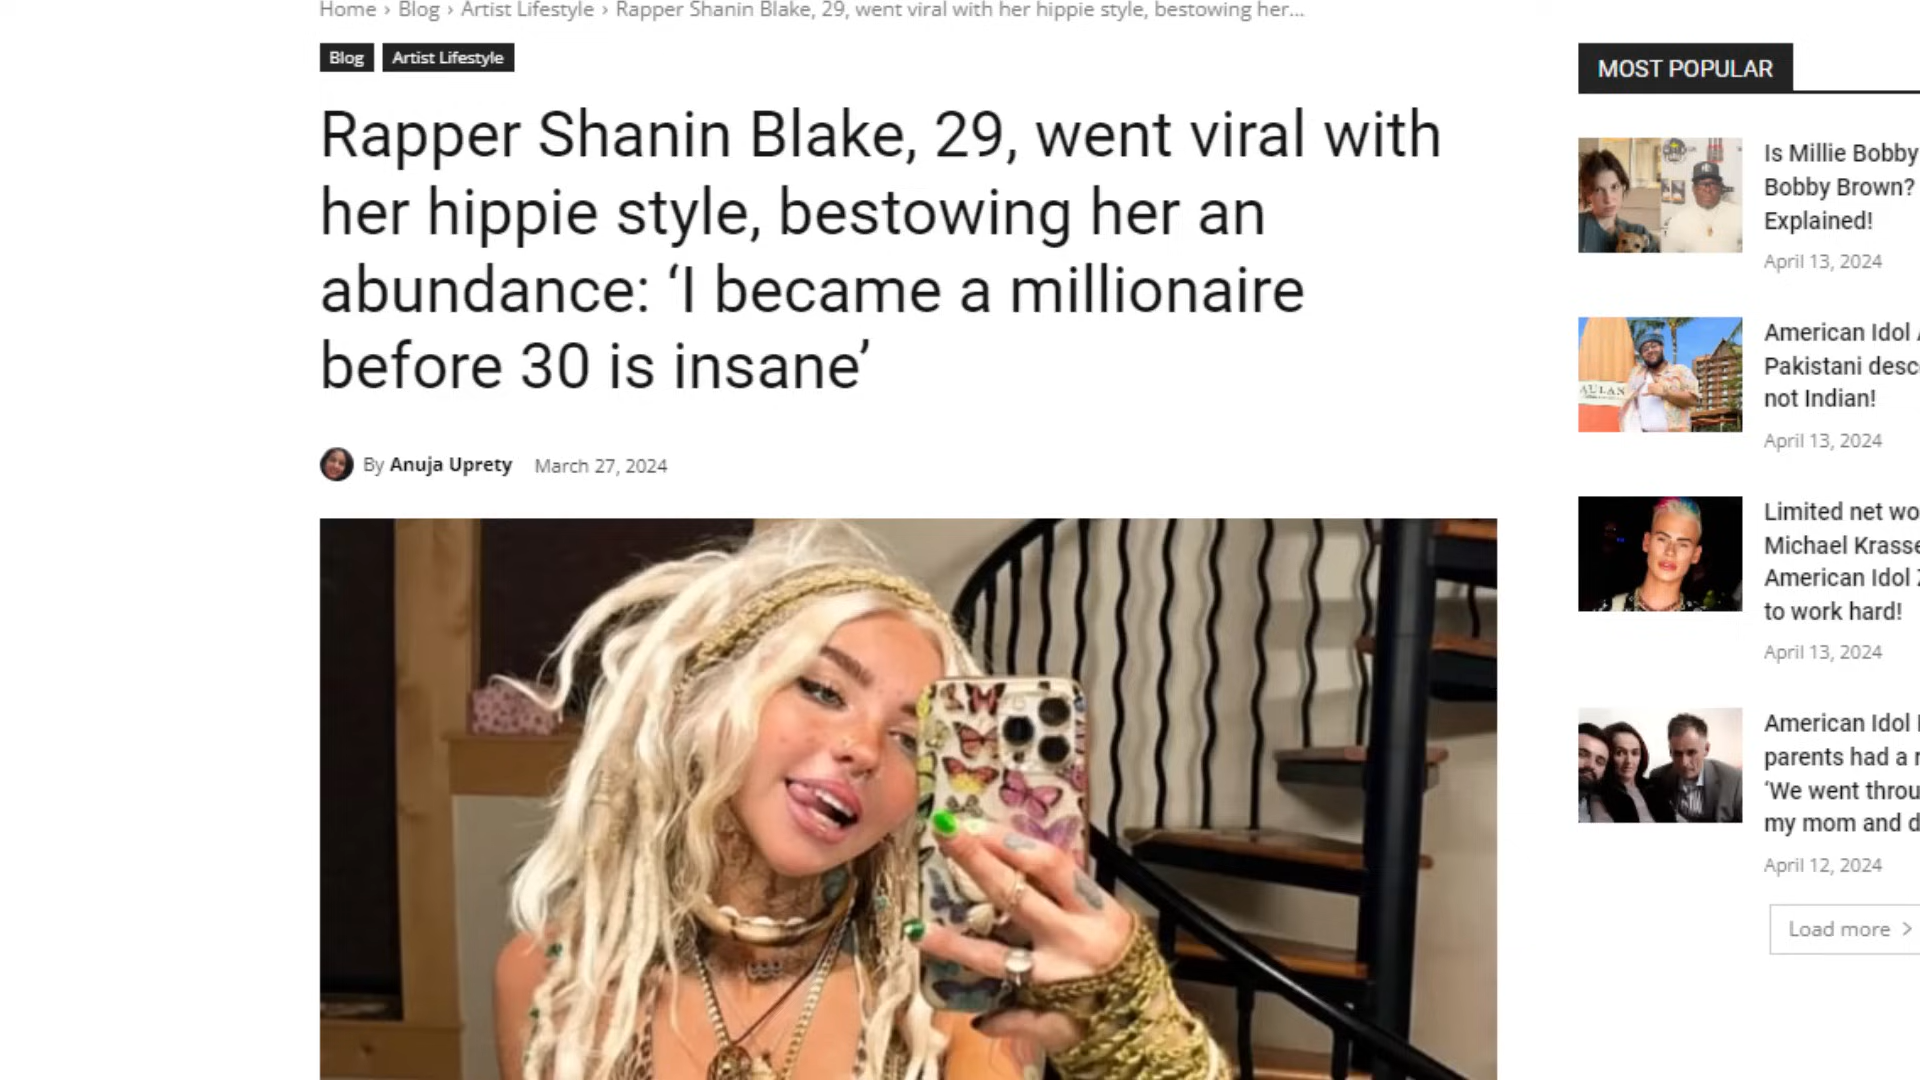 Home › Blog › Artist Lifestyle › Rapper Shanin Blake, 29, went viral with her hippie style, bestowing her...
Blog
Artist Lifestyle
Rapper Shanin Blake, 29, went viral with
her hippie style, bestowing her an
abundance: ‘I became a millionaire
before 30 is insane’
By Anuja Uprety March 27, 2024
MOST POPULAR
Is Millie Bobby
Bobby Brown?
Explained!
April 13, 2024
American Idol
Pakistani desc
not Indian!
April 13, 2024
Limited net wo
Michael Krasse
American Idol
to work hard!
April 13, 2024
American Idol
parents had a
‘We went throu
my mom and d
April 12, 2024
Load more >